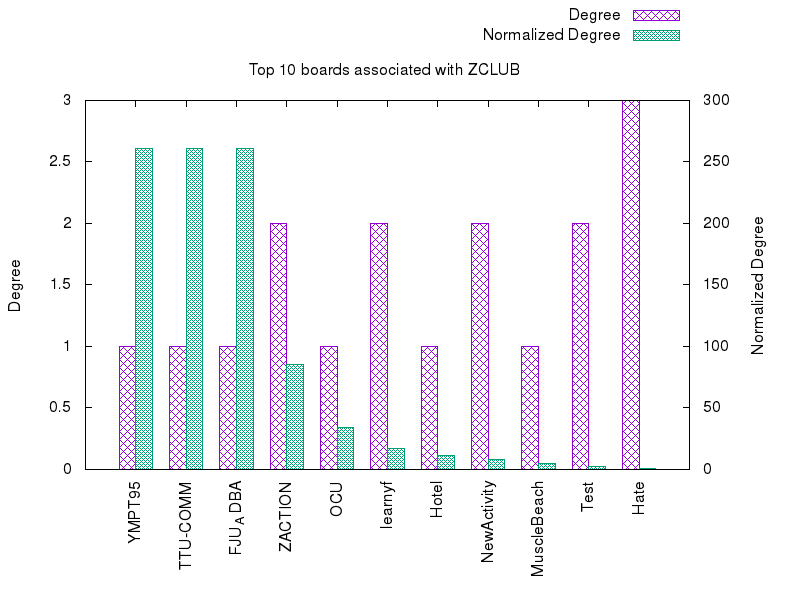 Degree
Normalized Degree
Top 10 boards associated with ZCLUB
3
2.5
2
1.5
1
0.5
0
300
250
200
150
100
50
0
Degree
Normalized Degree
YMPT95
TTU-COMM
FJU_A DBA
ZACTION
OCU
learnyf
Hotel
NewActivity
MuscleBeach
Test
Hate